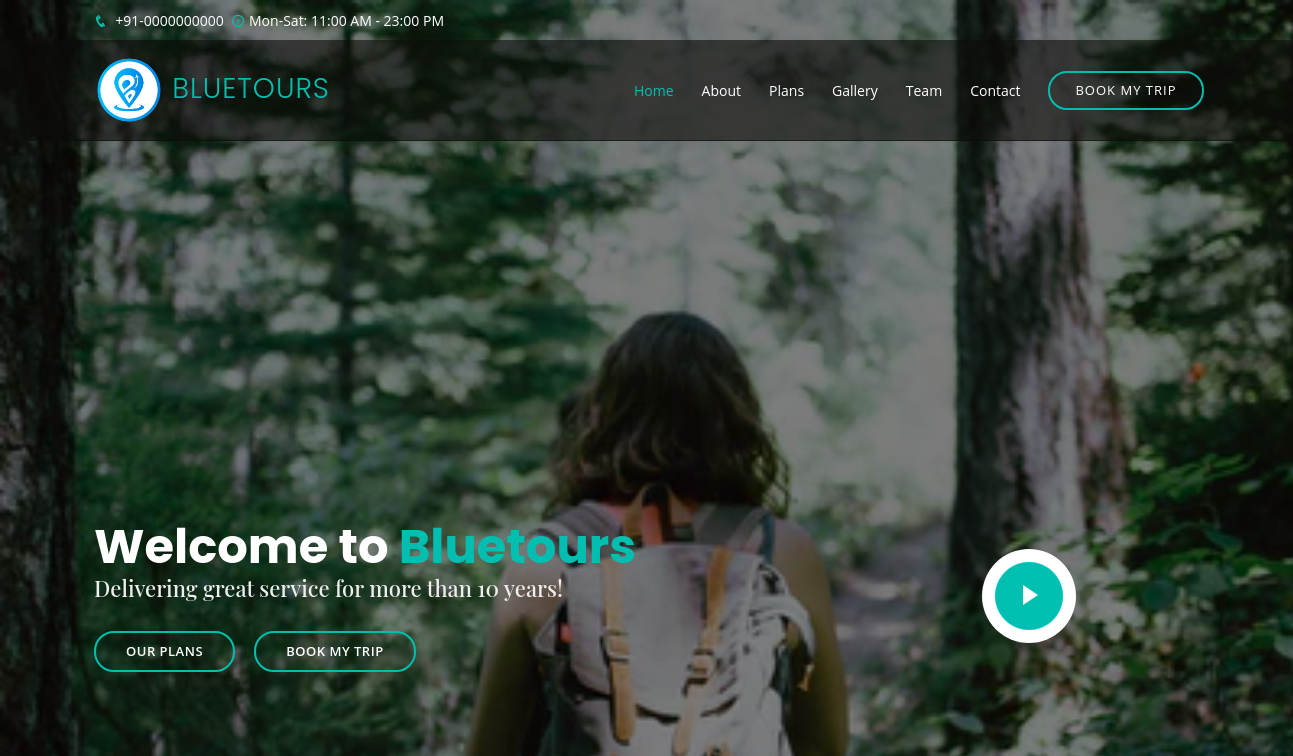 +91-0000000000 Mon-Sat: 11:00 AM - 23:00 PM
BLUETOURS
Home About Plans Gallery Team Contact BOOK MY TRIP
Welcome to Bluetours
Delivering great service for more than 10 years!
OUR PLANS BOOK MY TRIP